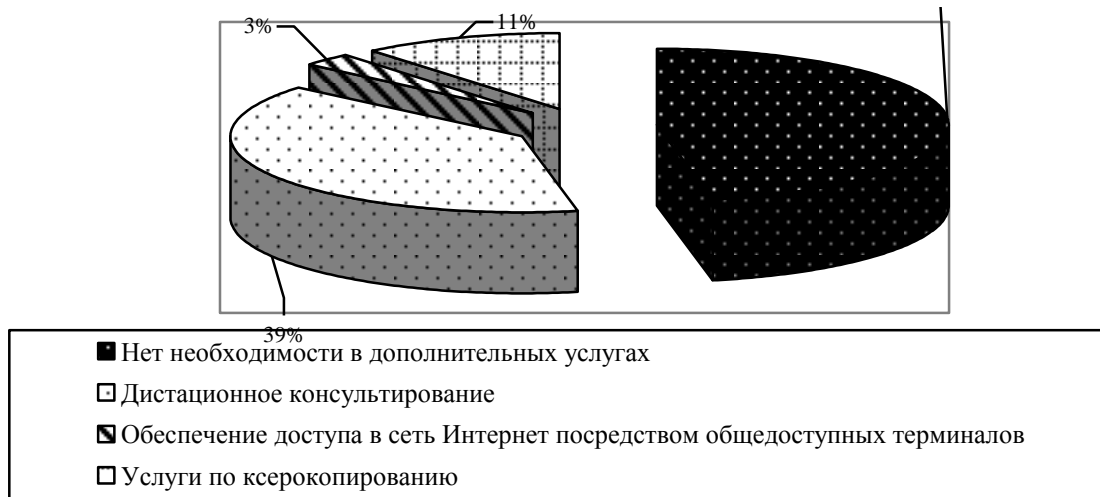 3%
11%
39%
Нет необходимости в дополнительных услугах
Дистационное консультирование
Обеспечение доступа в сеть Интернет посредством общедоступных терминалов
Услуги по ксерокопированию